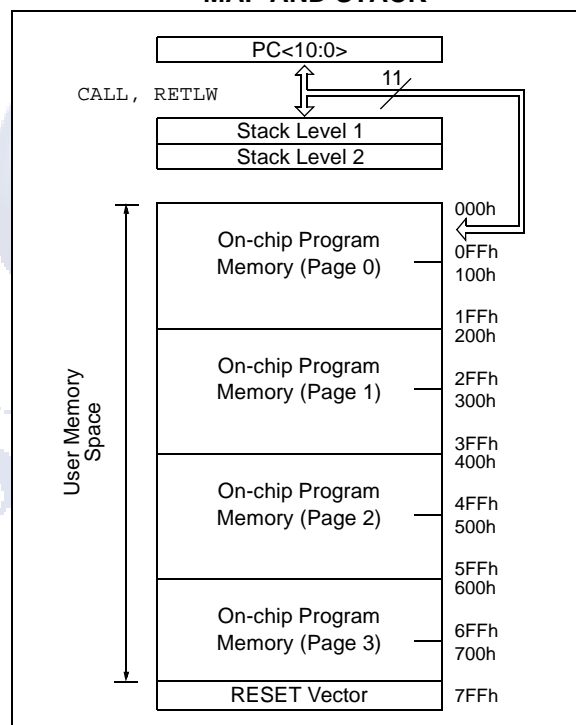 MAP AND STACK
PC<10:0>
11
CALL, RETLW
Stack Level 1
Stack Level 2
000h
On-chip Program
Memory (Page 0)
0FFh
100h
1FFh
200h
On-chip Program
Memory (Page 1)
2FFh
300h
User Memory
Space
3FFh
400h
On-chip Program
Memory (Page 2)
4FFh
500h
5FFh
600h
On-chip Program
Memory (Page 3)
6FFh
700h
RESET Vector
7FFh